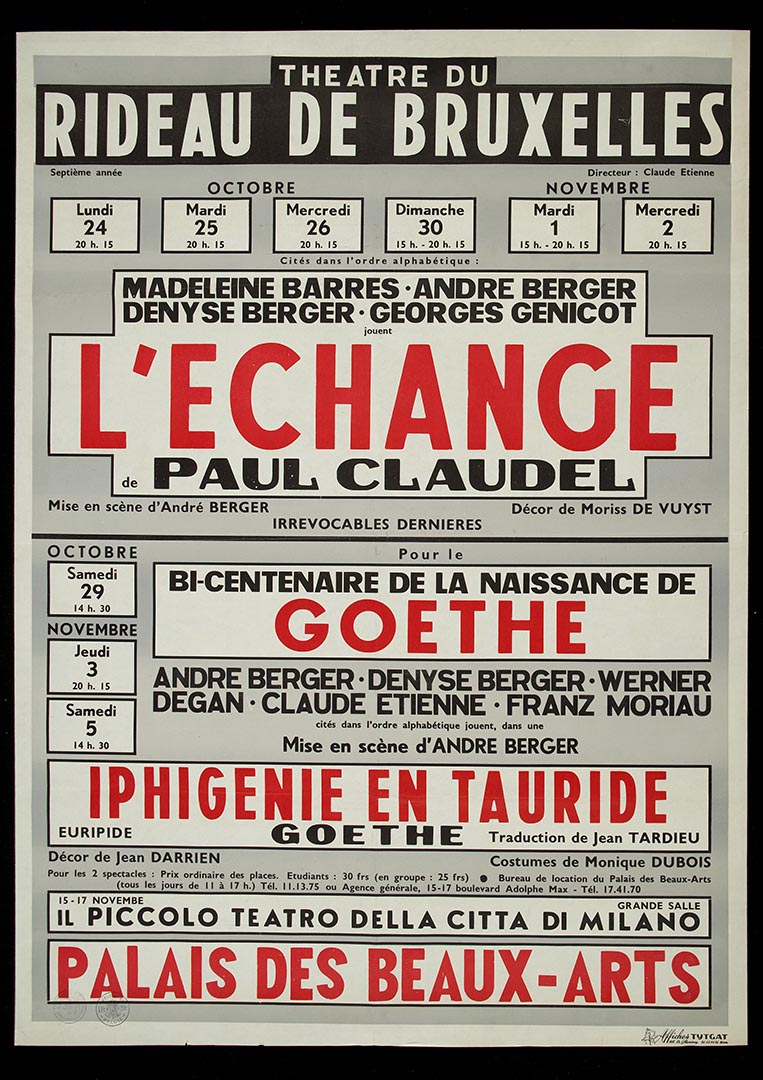 THEATRE DU
RIDEAU DE BRUXELLES
Septième année
Directeur : Claude Etienne
OCTOBRE
NOVEMBRE
Lundi
24
20 h. 15
Mardi
25
20 h. 15
Mercredi
26
20 h. 15
Dimanche
30
15 h. - 20 h. 15
Mardi
1
15 h. - 20 h. 15
Mercredi
2
20 h. 15
Cités dans l'ordre alphabétique :
MADELEINE BARRES · ANDRE BERGER
DENYSE BERGER · GEORGES GENICOT
jouent
L'ECHANGE
de PAUL CLAUDEL
Mise en scène d'André BERGER
Décor de Moriss DE VUYST
IRREVOCABLES DERNIERES
OCTOBRE
Samedi
29
14 h. 30
NOVEMBRE
Jeudi
3
20 h. 15
Samedi
5
14 h. 30
Pour le
BI-CENTENAIRE DE LA NAISSANCE DE
GOETHE
ANDRE BERGER · DENYSE BERGER · WERNER
DEGAN · CLAUDE ETIENNE · FRANZ MORIAU
cités dans l'ordre alphabétique jouent, dans une
Mise en scène d'ANDRE BERGER
IPHIGENIE EN TAURIDE
EURIPIDE
GOETHE
Traduction de Jean TARDIEU
Décor de Jean DARRIEN
Costumes de Monique DUBOIS
Pour les 2 spectacles : Prix ordinaire des places. Etudiants : 30 frs (en groupe : 25 frs) ● Bureau de location du Palais des Beaux-Arts
(tous les jours de 11 à 17 h.) Tél. 11.13.75 ou Agence générale, 15-17 boulevard Adolphe Max - Tél. 17.41.70
15-17 NOVEMBE
GRANDE SALLE
IL PICCOLO TEATRO DELLA CITTA DI MILANO
PALAIS DES BEAUX-ARTS
Affiches TYTGAT